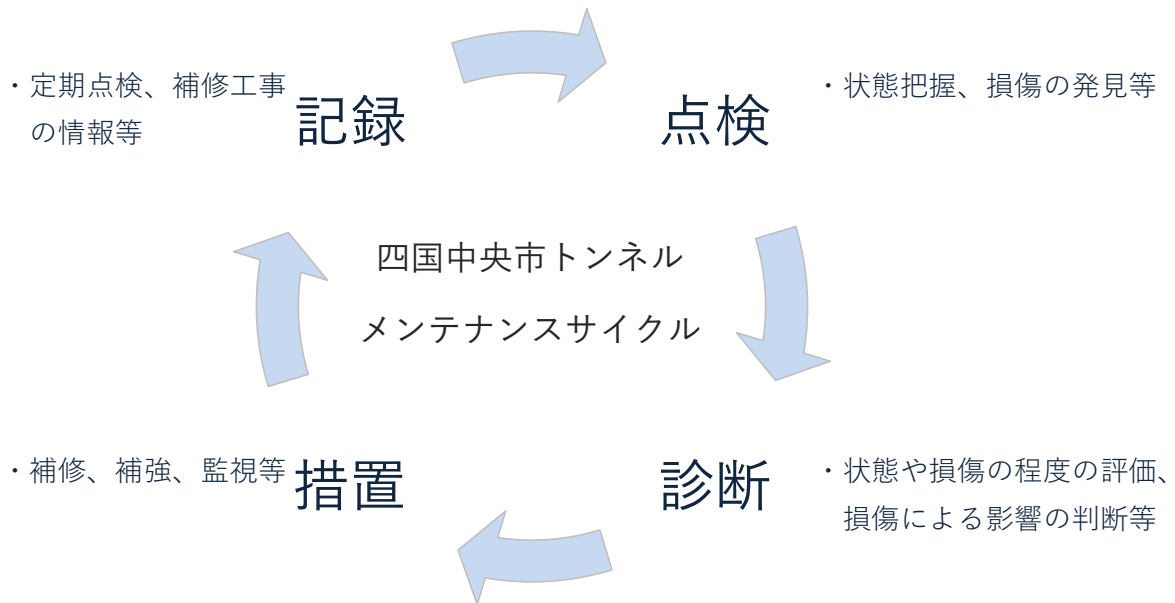 ・定期点検、補修工事
の情報等
記録
点検
・状態把握、損傷の発見等
四国中央市トンネル
メンテナンスサイクル
・補修、補強、監視等
措置
診断
・状態や損傷の程度の評価、
損傷による影響の判断等